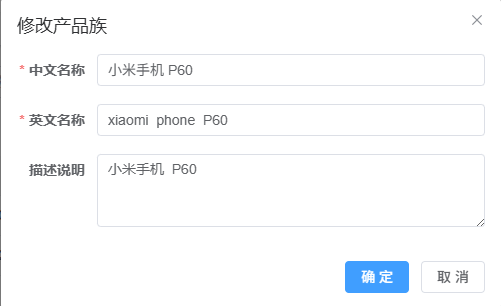 修改产品族
* 中文名称 小米手机 P60
* 英文名称 xiaomi  phone  P60
描述说明 小米手机  P60
确 定 取 消